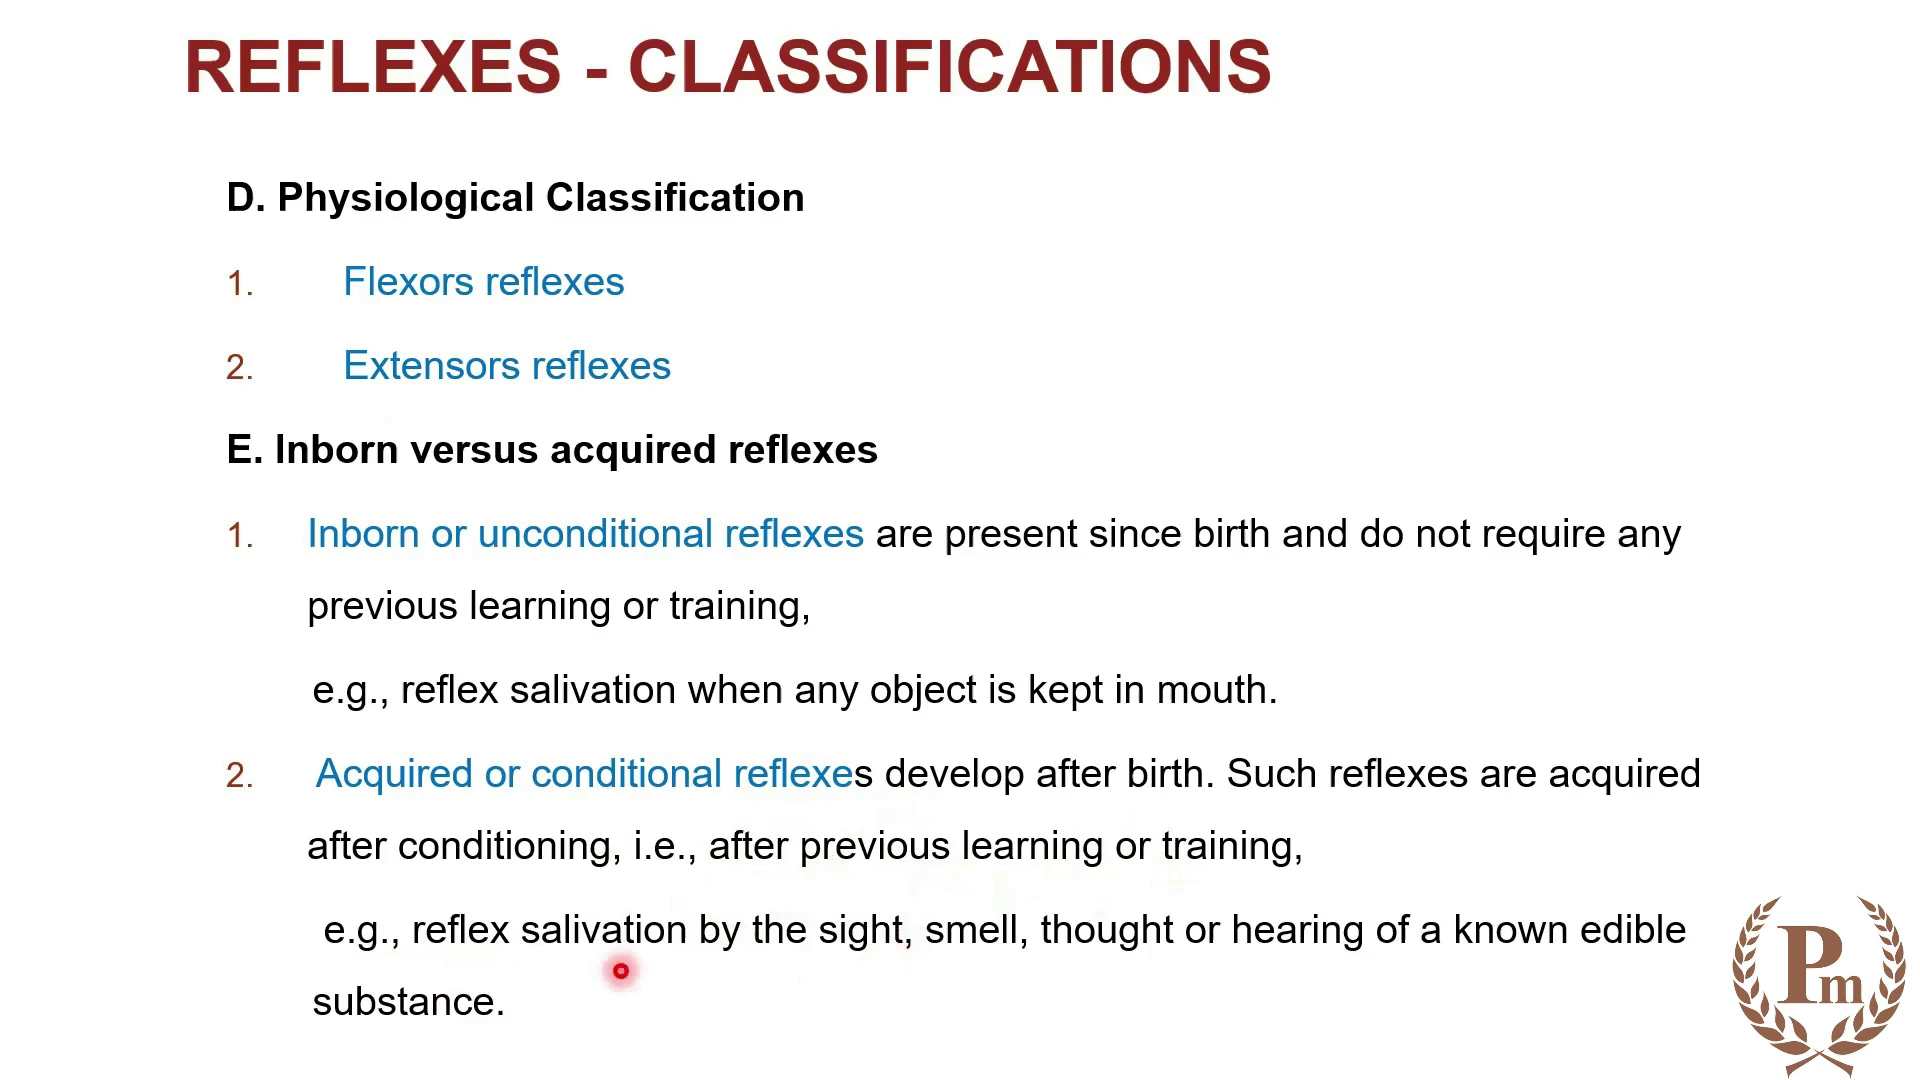 REFLEXES - CLASSIFICATIONS
D. Physiological Classification
1. Flexors reflexes
2. Extensors reflexes
E. Inborn versus acquired reflexes
1. Inborn or unconditional reflexes are present since birth and do not require any
previous learning or training,
e.g., reflex salivation when any object is kept in mouth.
2. Acquired or conditional reflexes develop after birth. Such reflexes are acquired
after conditioning, i.e., after previous learning or training,
e.g., reflex salivation by the sight, smell, thought or hearing of a known edible
substance.
Pm